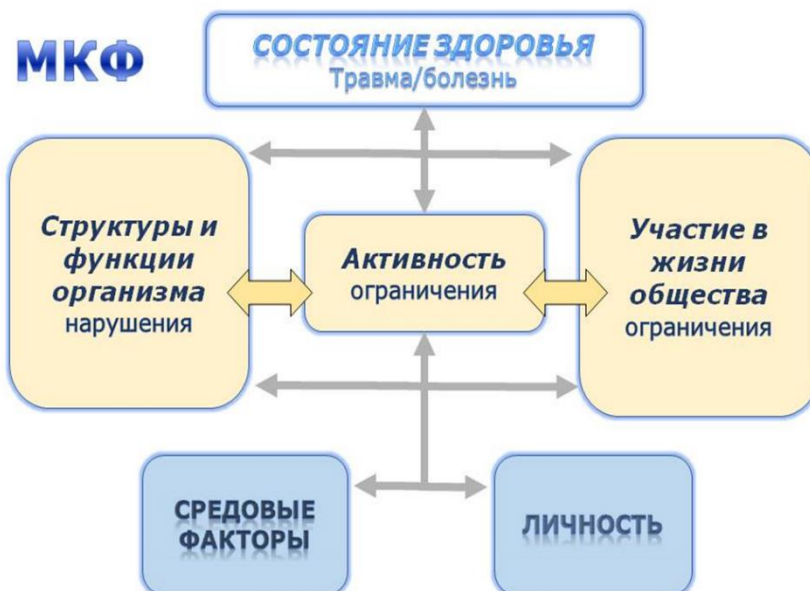 МКФ
СОСТОЯНИЕ ЗДОРОВЬЯ
Травма/болезнь
Структуры и
функции
организма
нарушения
Активность
ограничения
Участие в
жизни
общества
ограничения
СРЕДОВЫЕ
ФАКТОРЫ
ЛИЧНОСТЬ